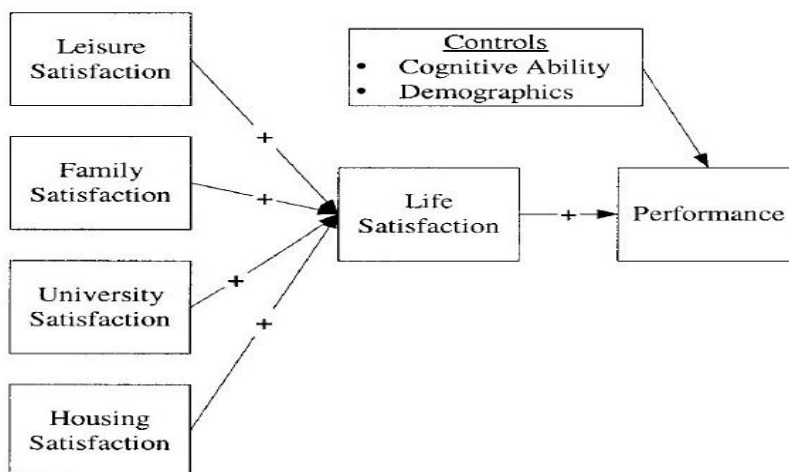 Leisure
Satisfaction
Family
Satisfaction
University
Satisfaction
Housing
Satisfaction
+
+
+
+
Life
Satisfaction
+
Controls
• Cognitive Ability
• Demographics
Performance